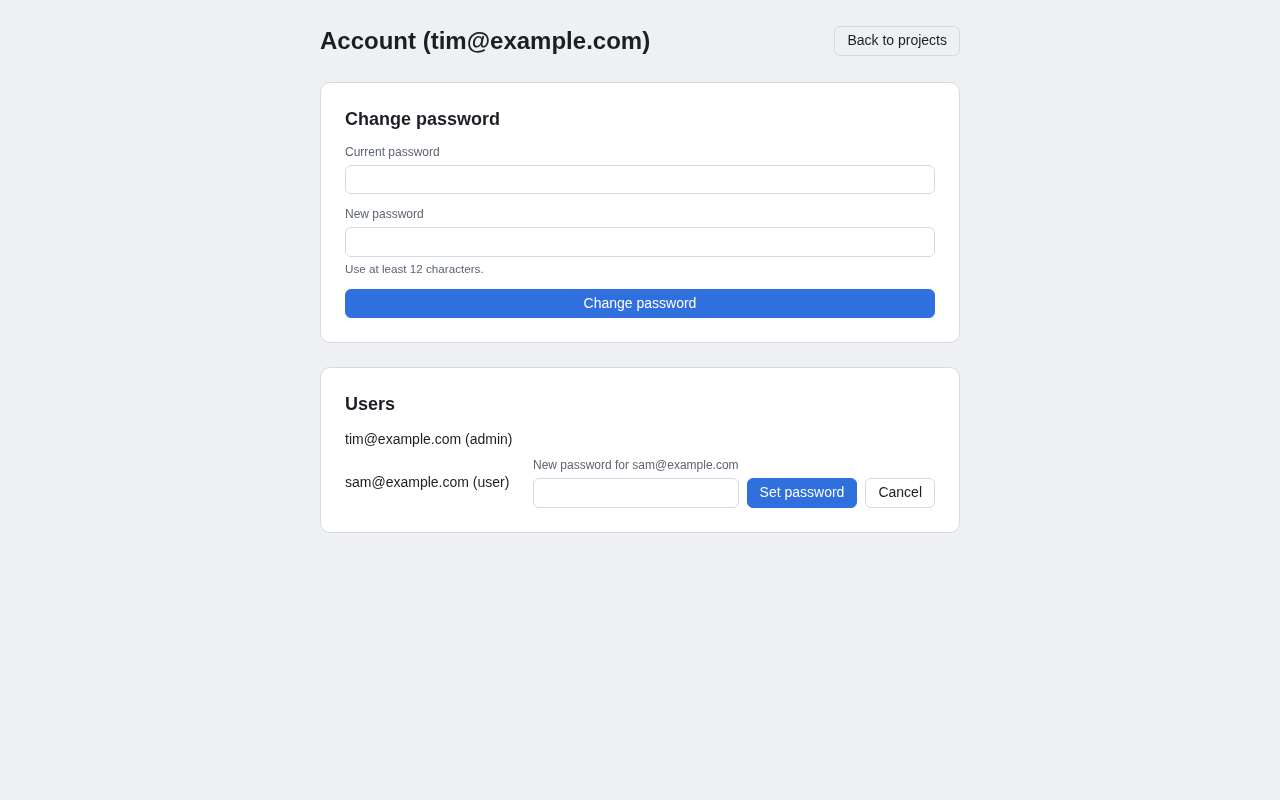 Account (tim@example.com)
Back to projects
Change password
Current password
New password
Use at least 12 characters.
Change password
Users
tim@example.com (admin)
sam@example.com (user)
New password for sam@example.com
Set password
Cancel